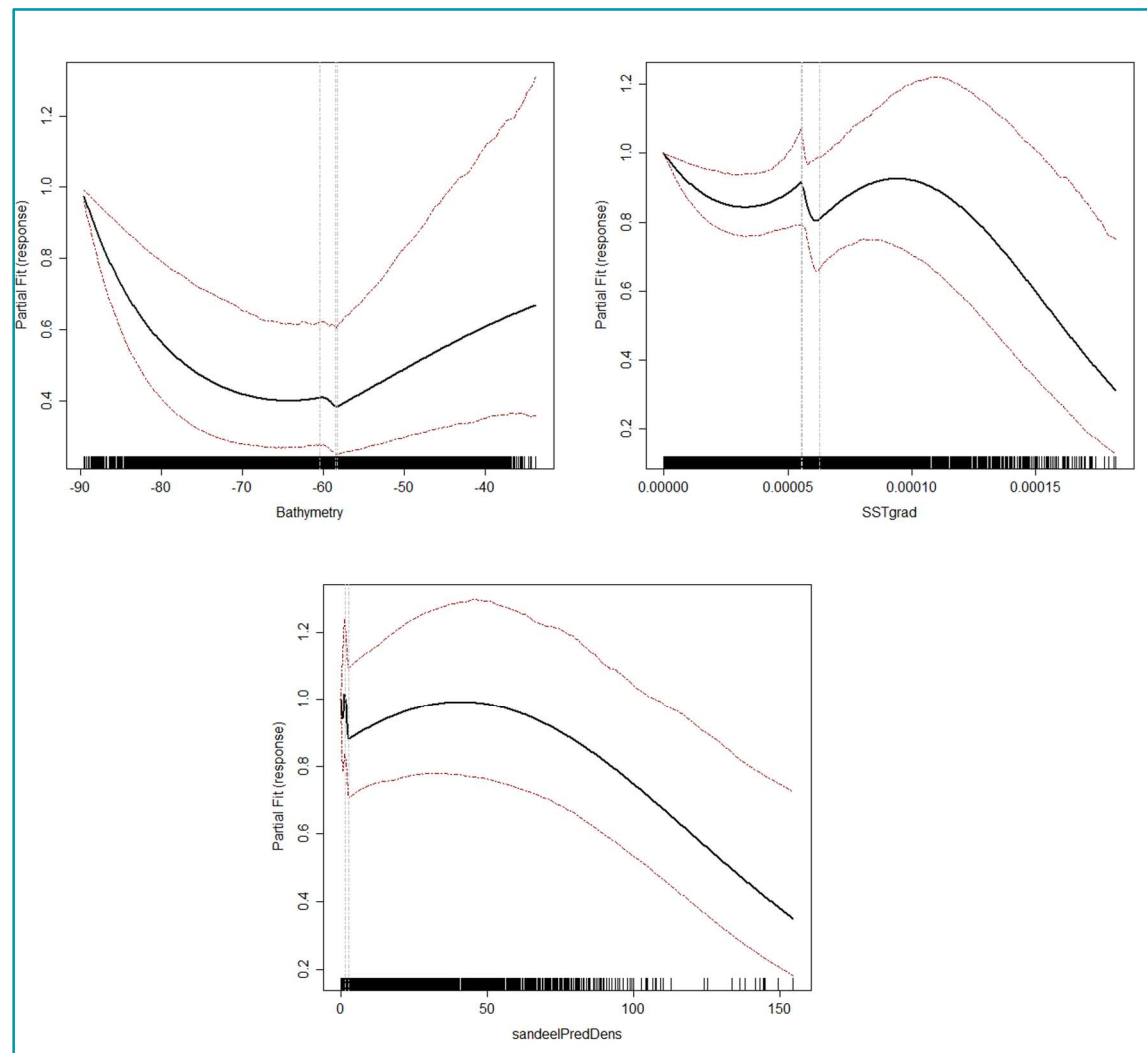 Partial Fit (response)
0.4 0.6 0.8 1.0 1.2
-90 -80 -70 -60 -50 -40
Bathymetry
Partial Fit (response)
0.2 0.4 0.6 0.8 1.0 1.2
0.00000 0.00005 0.00010 0.00015
SSTgrad
Partial Fit (response)
0.2 0.4 0.6 0.8 1.0 1.2
0 50 100 150
sandeelPredDens